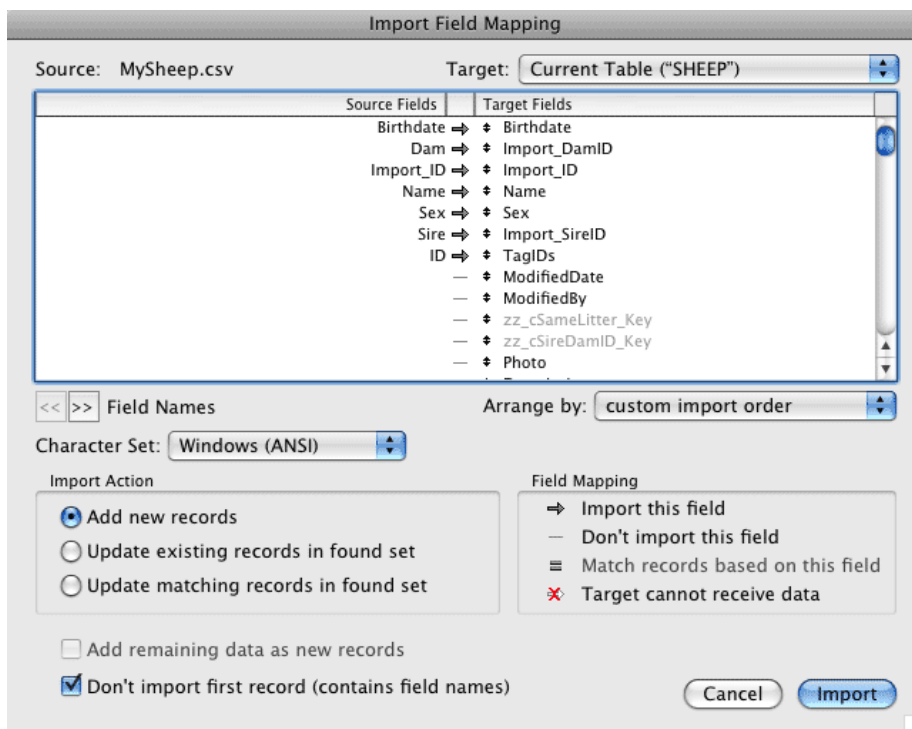 Import Field Mapping
Source: MySheep.csv Target: Current Table (“SHEEP”)
Source Fields Target Fields
Birthdate Birthdate
Dam Import_DamID
Import_ID Import_ID
Name Name
Sex Sex
Sire Import_SireID
ID TagIDs
— ModifiedDate
— ModifiedBy
— zz_cSameLitter_Key
— zz_cSireDamID_Key
— Photo
<< >> Field Names Arrange by: custom import order
Character Set: Windows (ANSI)
Import Action
Add new records
Update existing records in found set
Update matching records in found set
Field Mapping
Import this field
— Don't import this field
Match records based on this field
Target cannot receive data
Add remaining data as new records
Don't import first record (contains field names)
Cancel Import